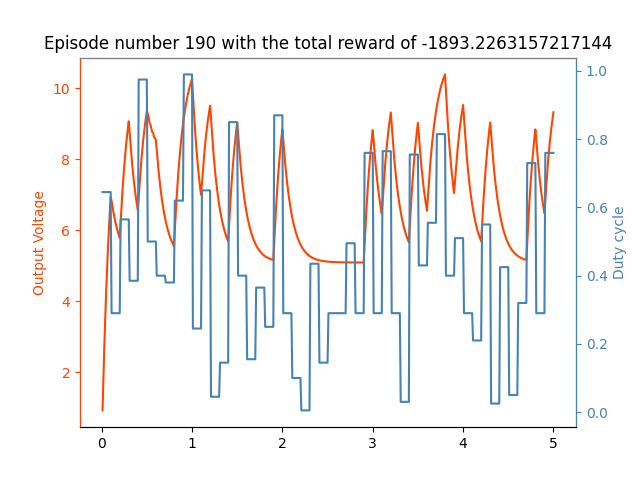 Episode number 190 with the total reward of -1893.2263157217144
Output Voltage
10
8
6
4
2
Duty cycle
1.0
0.8
0.6
0.4
0.2
0.0
0 1 2 3 4 5